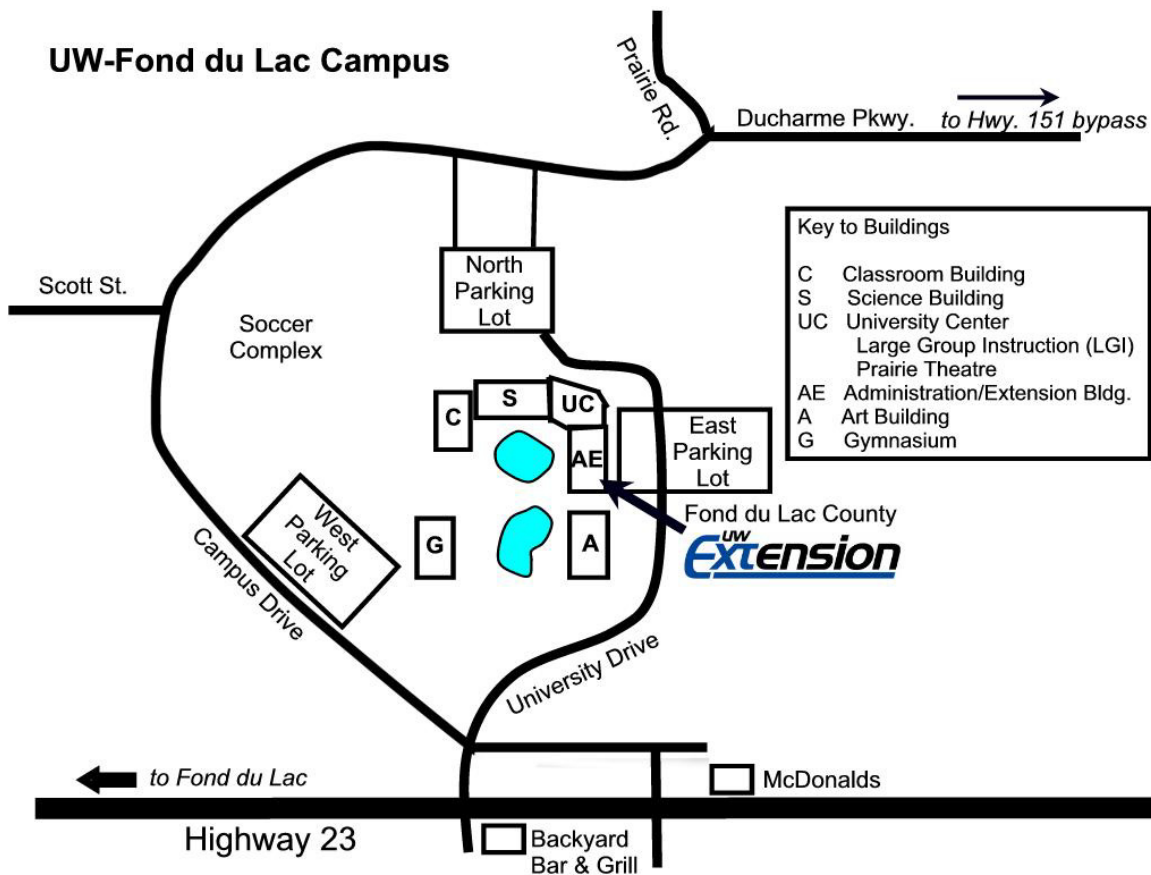 UW-Fond du Lac Campus
Prairie Rd.
Ducharme Pkwy.
to Hwy. 151 bypass
Key to Buildings
C Classroom Building
S Science Building
UC University Center
Large Group Instruction (LGI)
Prairie Theatre
AE Administration/Extension Bldg.
A Art Building
G Gymnasium
Scott St.
North
Parking
Lot
Soccer
Complex
C
S
UC
AE
East
Parking
Lot
Fond du Lac County
UW
Extension
West
Parking
Lot
G
A
Campus Drive
University Drive
to Fond du Lac
McDonalds
Highway 23
Backyard
Bar & Grill